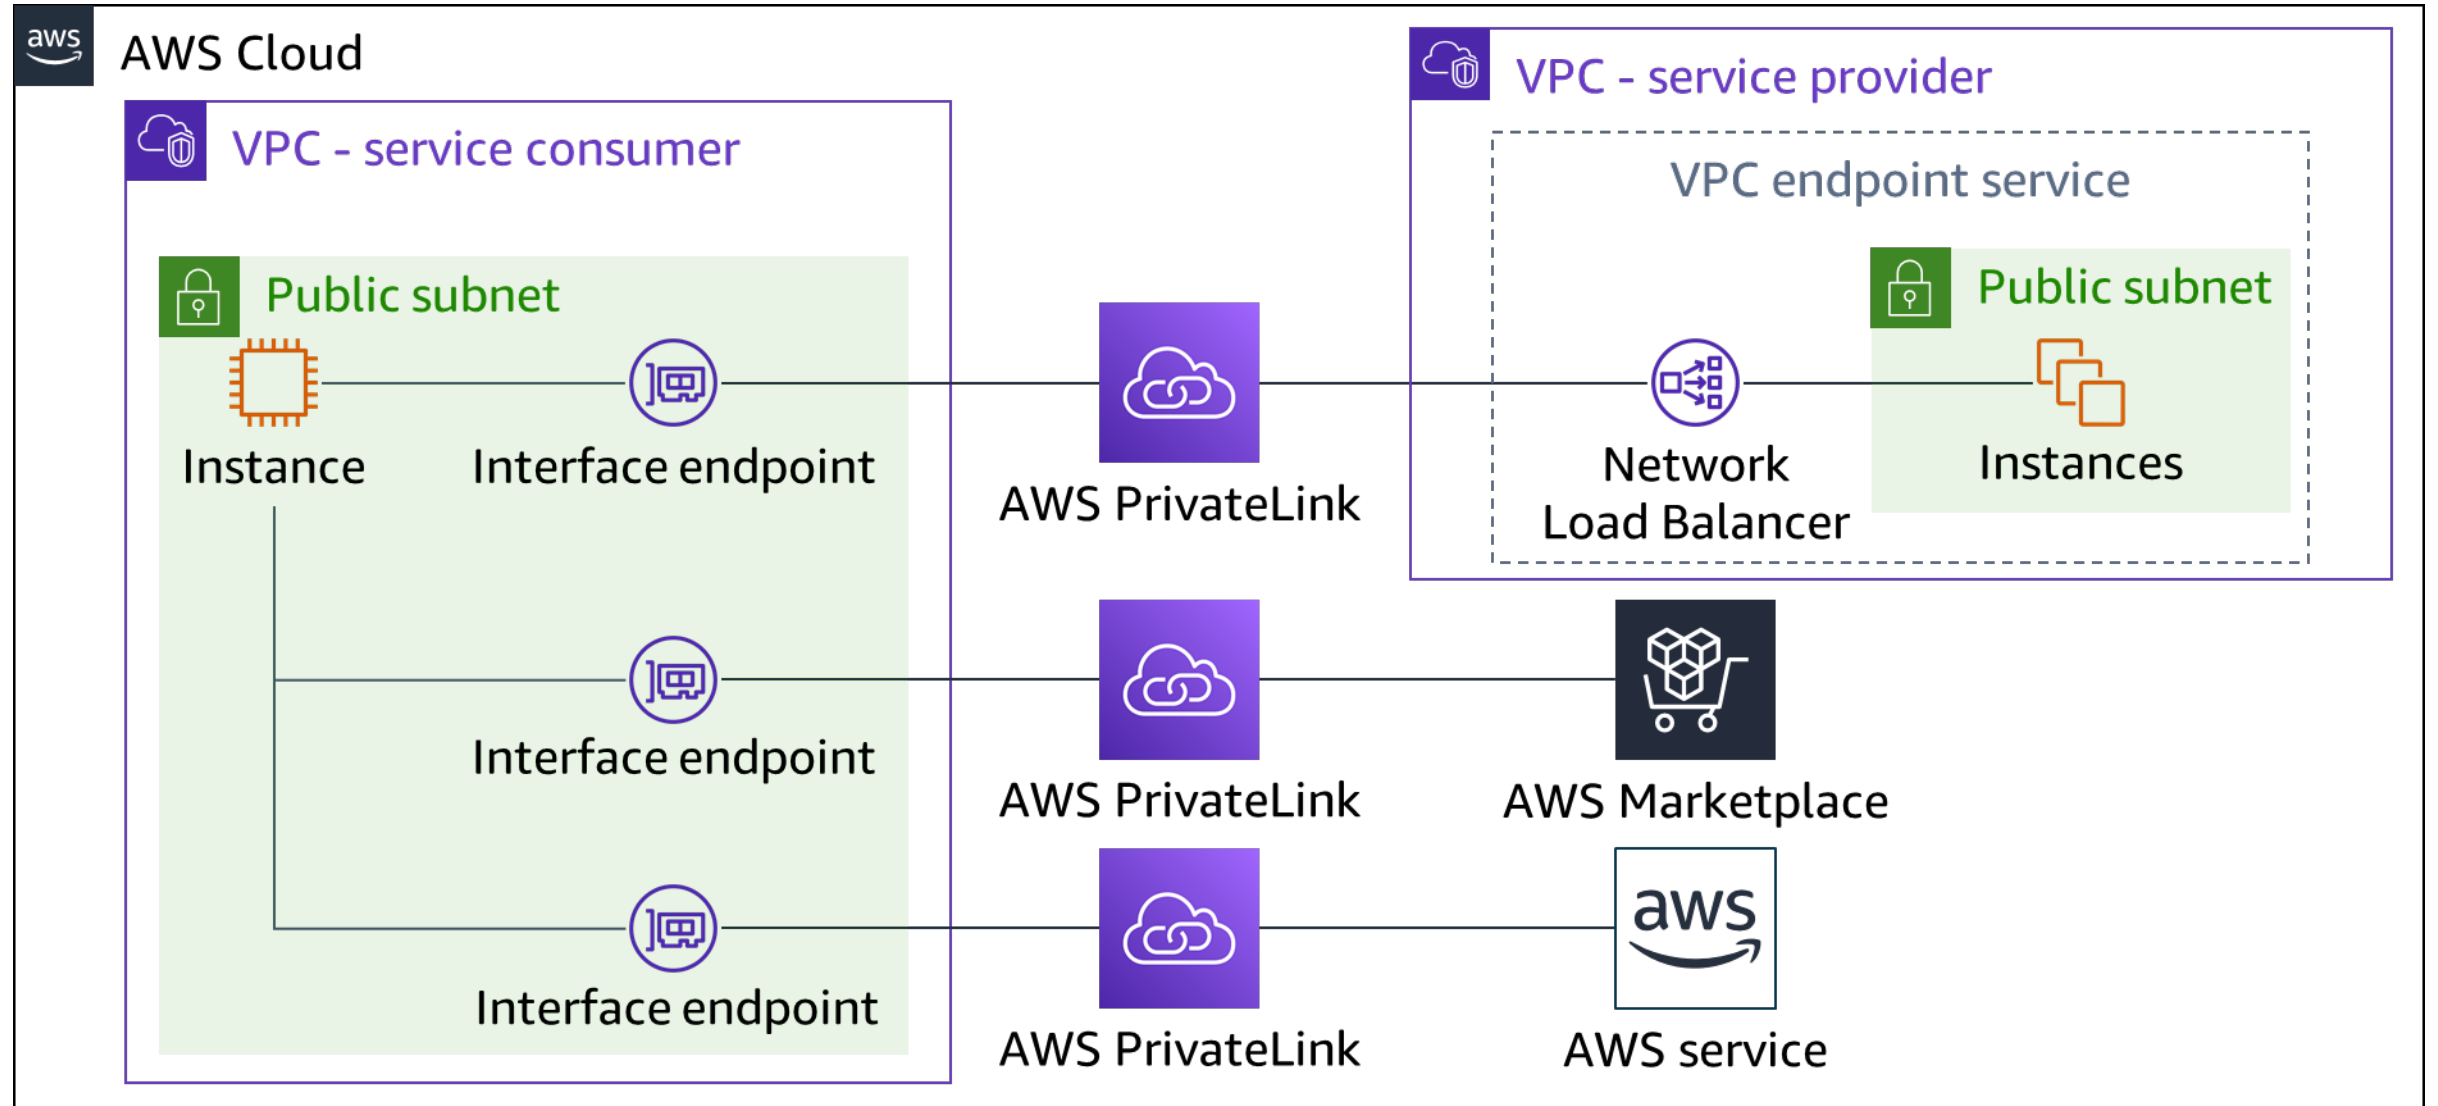 aws
AWS Cloud
VPC - service provider
VPC - service consumer
VPC endpoint service
Public subnet
Public subnet
Instance
Interface endpoint
AWS PrivateLink
Network
Load Balancer
Instances
Interface endpoint
AWS PrivateLink
AWS Marketplace
aws
Interface endpoint
AWS PrivateLink
AWS service